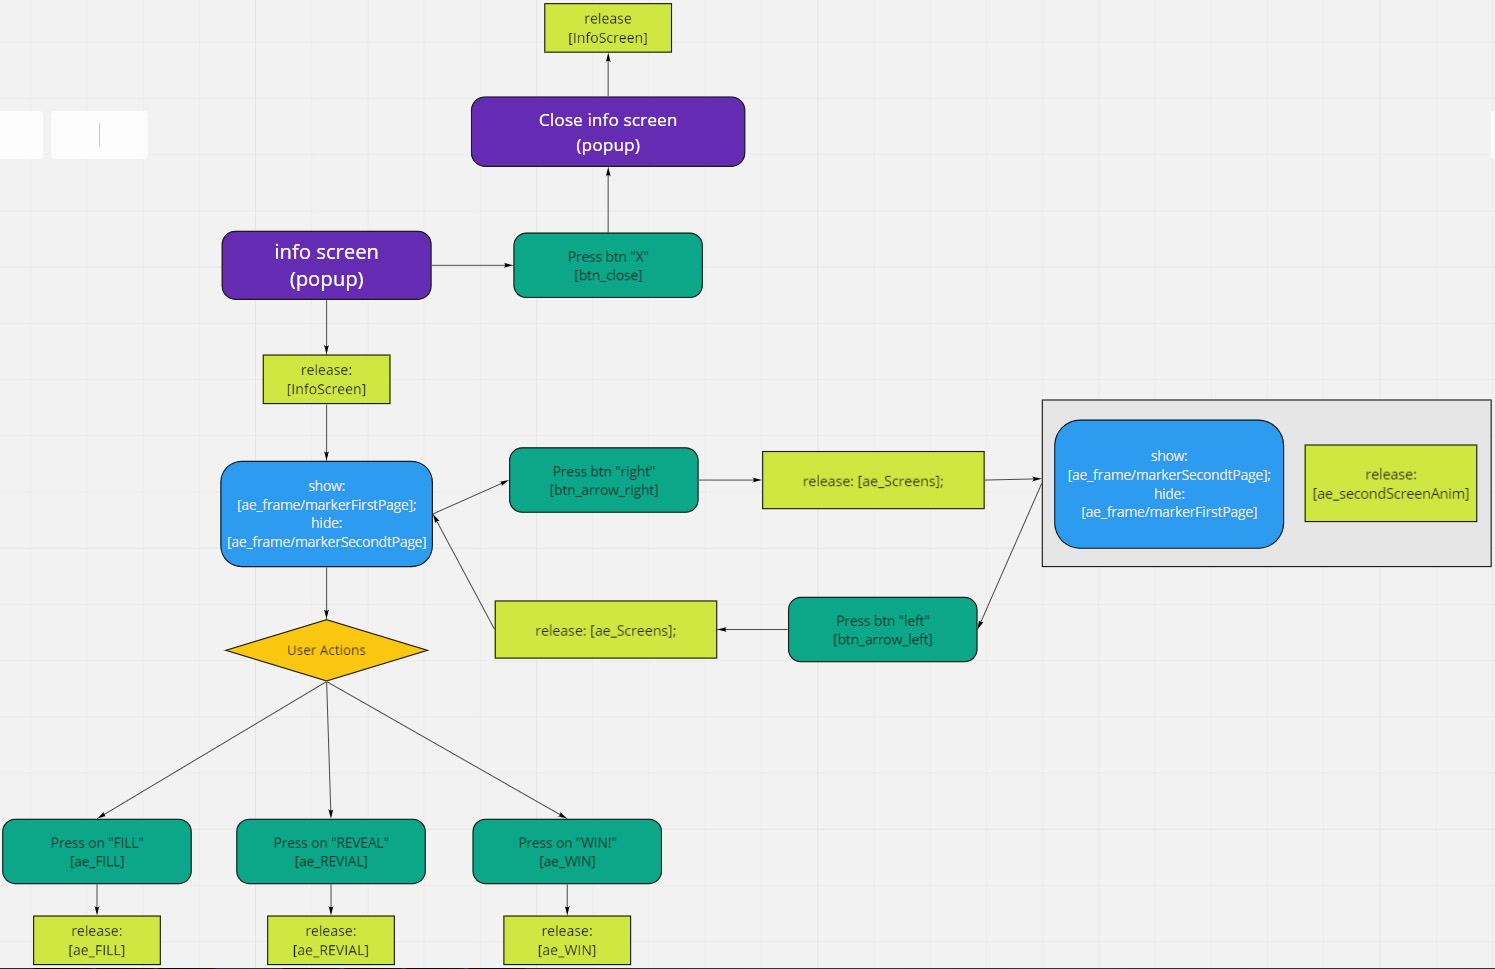 release
[InfoScreen]
Close info screen
(popup)
info screen
(popup)
Press btn "X"
[btn_close]
release:
[InfoScreen]
show:
[ae_frame/markerFirstPage];
hide:
[ae_frame/markerSecondtPage]
Press btn "right"
[btn_arrow_right]
release: [ae_Screens];
show:
[ae_frame/markerSecondtPage];
hide:
[ae_frame/markerFirstPage]
release:
[ae_secondScreenAnim]
release: [ae_Screens];
Press btn "left"
[btn_arrow_left]
User Actions
Press on "FILL"
[ae_FILL]
Press on "REVEAL"
[ae_REVIAL]
Press on "WIN!"
[ae_WIN]
release:
[ae_FILL]
release:
[ae_REVIAL]
release:
[ae_WIN]